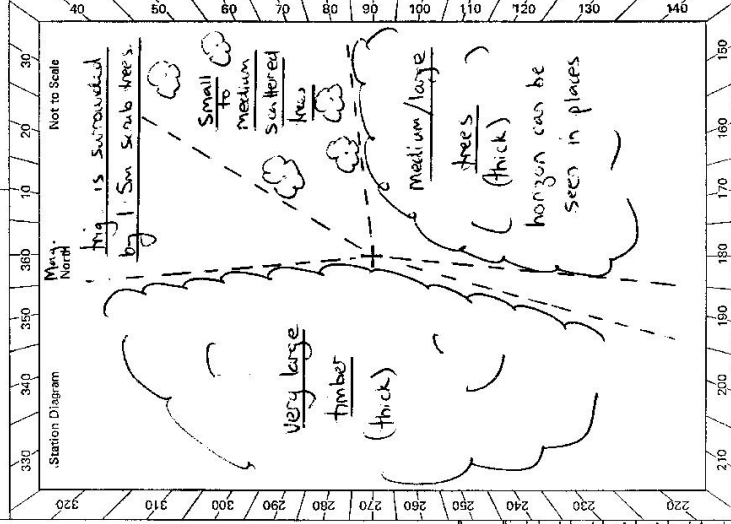 330 340 350 360 10 20 30
Station Diagram
Mag.
North
Not to Scale
40
50
60
70
80
90
100
110
120
130
140
320
310
300
290
280
270
260
250
240
230
220
trig is surrounded
by 1.5m scrub trees.
small
to
medium
scattered
trees
very large
timber
(thick)
medium/large
trees
(thick)
horizon can be
seen in places
210 200 190 180 170 160 150